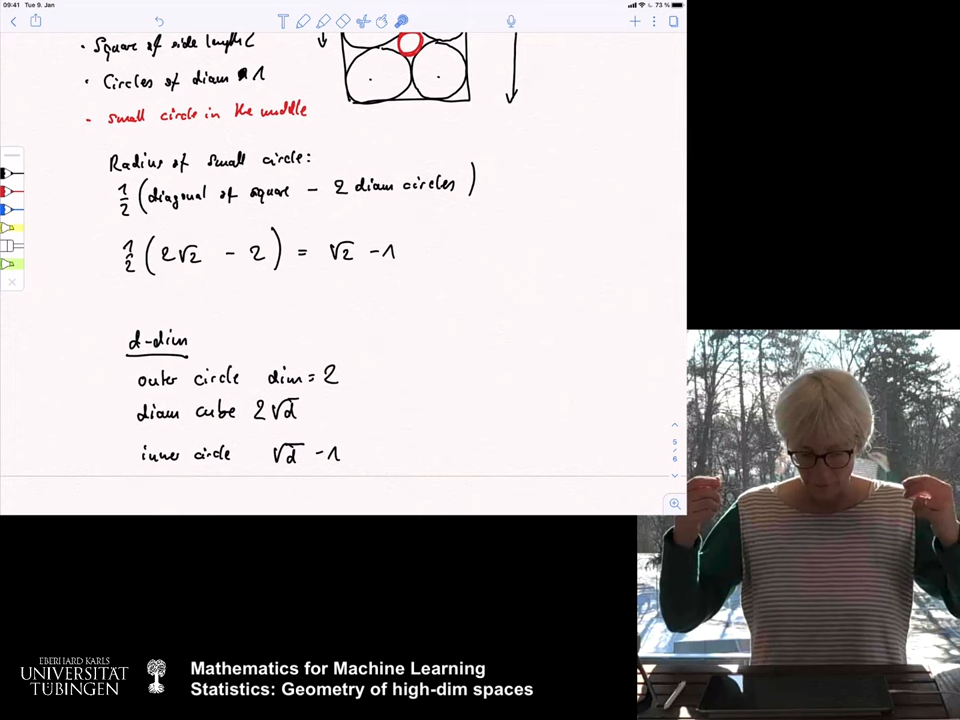 09:41 Tue 9. Jan
73 %
• Square of side length 2
• Circles of diam 1
- small circle in the middle
Radius of small circle:
1/2 (diagonal of square - 2 diam circles)
1/2 (2√2 - 2) = √2 - 1
d-dim
outer circle dim = 2
diam cube 2√d
inner circle √d - 1
5 / 6
EBERHARD KARLS
UNIVERSITÄT
TÜBINGEN
Mathematics for Machine Learning
Statistics: Geometry of high-dim spaces